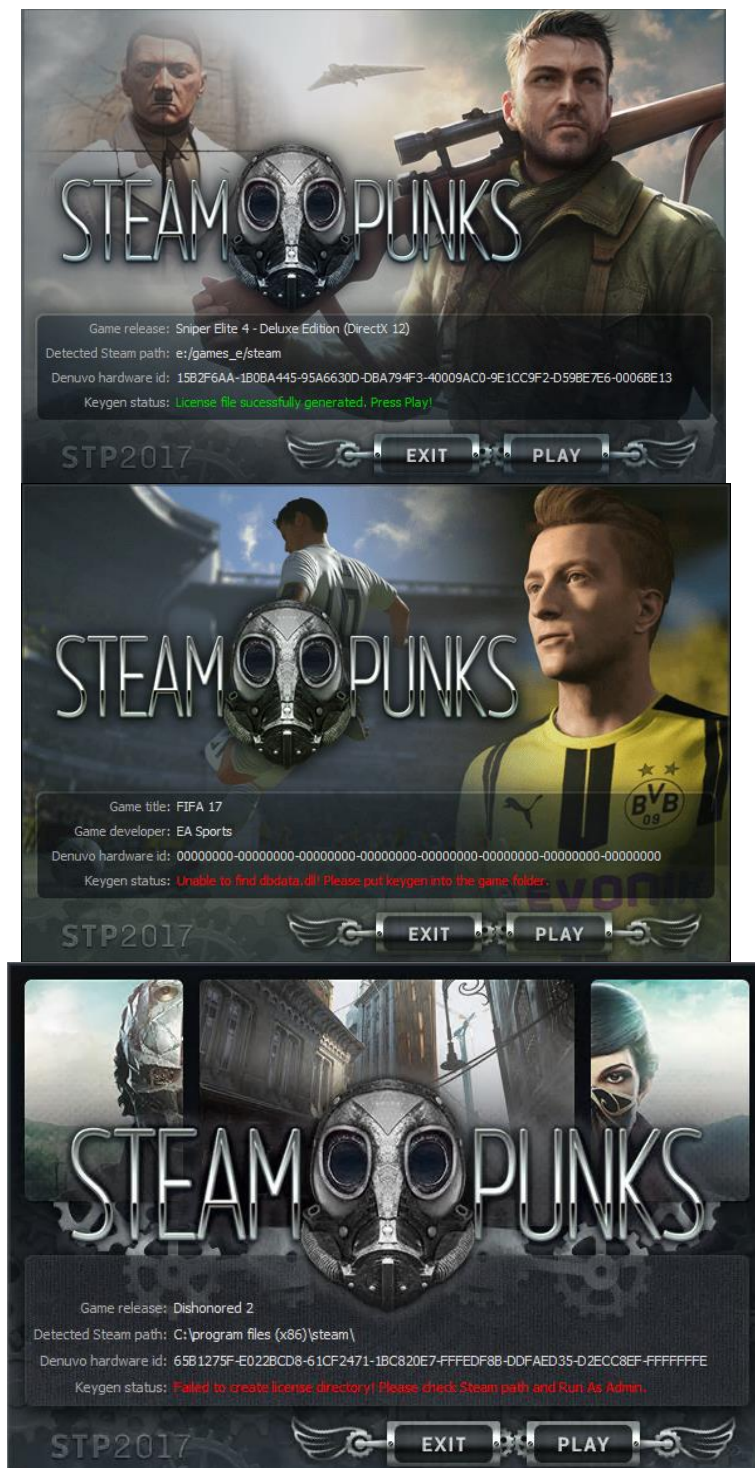 STEAM PUNKS
Game release: Sniper Elite 4 - Deluxe Edition (DirectX 12)
Detected Steam path: e:/games_e/steam
Denuvo hardware id: 15B2F6AA-1B0BA445-95A6630D-DBA794F3-40009AC0-9E1CC9F2-D59BE7E6-0006BE13
Keygen status: License file sucessfully generated. Press Play!
STP2017 EXIT PLAY
STEAM PUNKS
BVB
09
Game title: FIFA 17
Game developer: EA Sports
Denuvo hardware id: 00000000-00000000-00000000-00000000-00000000-00000000-00000000-00000000
Keygen status: Unable to find dbdata.dll! Please put keygen into the game folder.
EVONIK
STP2017 EXIT PLAY
STEAM PUNKS
Game release: Dishonored 2
Detected Steam path: C:\program files (x86)\steam\
Denuvo hardware id: 65B1275F-E022BCD8-61CF2471-1BC820E7-FFFEDF8B-DDFAED35-D2ECC8EF-FFFFFFFE
Keygen status: Failed to create license directory! Please check Steam path and Run As Admin.
STP2017 EXIT PLAY